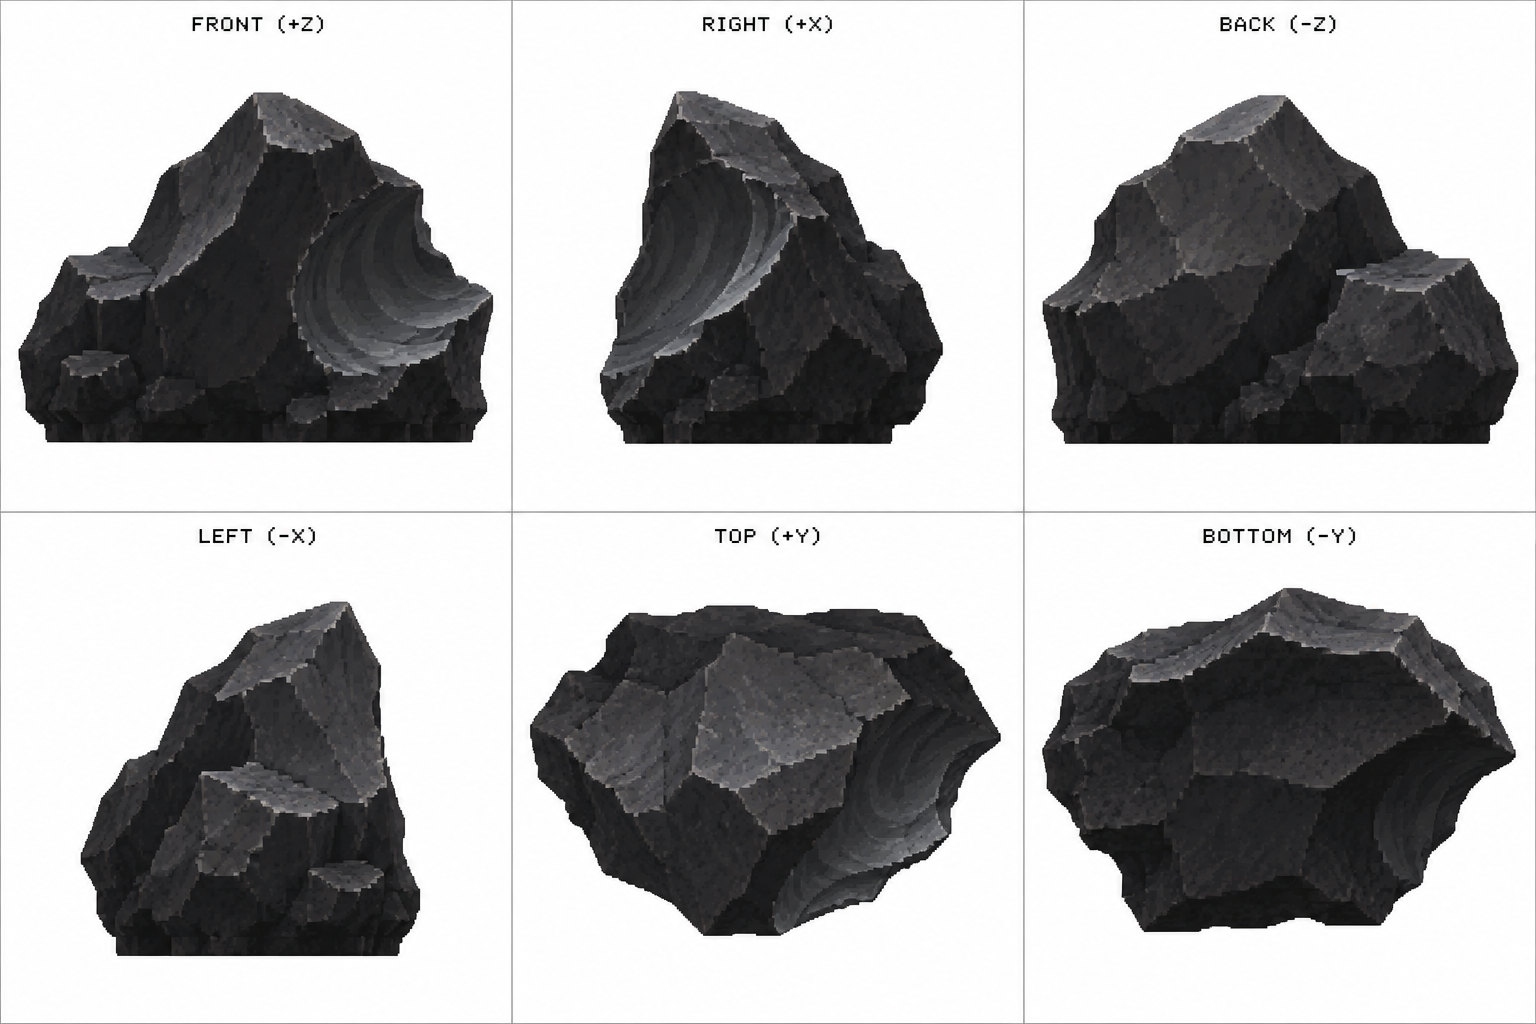 FRONT (+Z)
RIGHT (+X)
BACK (-Z)
LEFT (-X)
TOP (+Y)
BOTTOM (-Y)